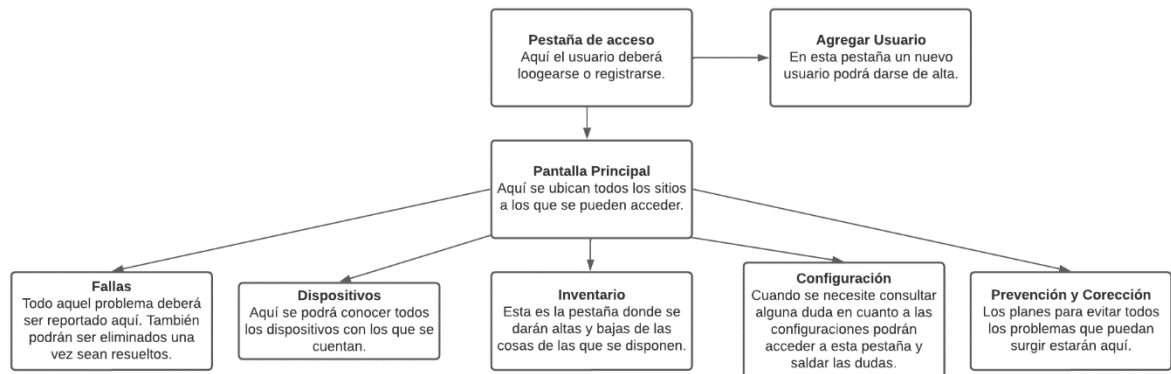 Pestaña de acceso
Aquí el usuario deberá
loogearse o registrarse.
Agregar Usuario
En esta pestaña un nuevo
usuario podrá darse de alta.
Pantalla Principal
Aquí se ubican todos los sitios
a los que se pueden acceder.
Fallas
Todo aquel problema deberá
ser reportado aquí. También
podrán ser eliminados una
vez sean resueltos.
Dispositivos
Aquí se podrá conocer todos
los dispositivos con los que se
cuentan.
Inventario
Esta es la pestaña donde se
darán altas y bajas de las
cosas de las que se disponen.
Configuración
Cuando se necesite consultar
alguna duda en cuanto a las
configuraciones podrán
acceder a esta pestaña y
saldar las dudas.
Prevención y Corección
Los planes para evitar todos
los problemas que puedan
surgir estarán aquí.